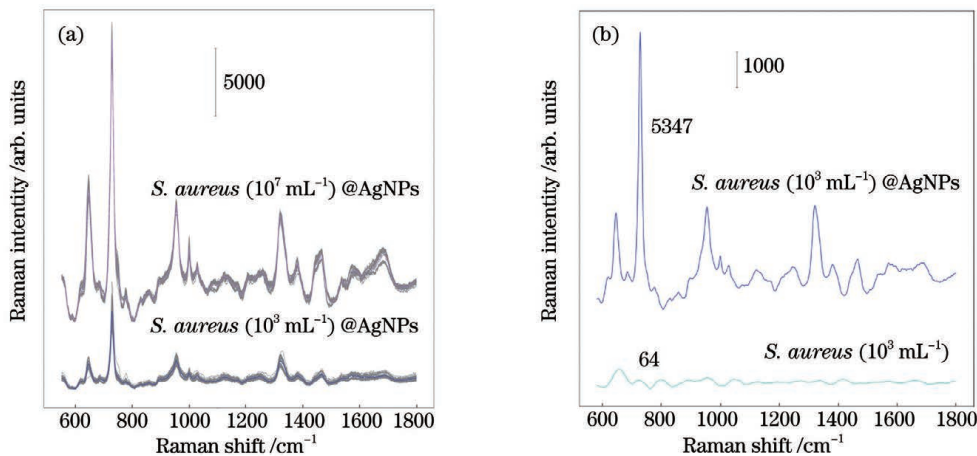 (a)
5000
S. aureus (10⁷ mL⁻¹) @AgNPs
S. aureus (10³ mL⁻¹) @AgNPs
Raman intentity /arb. units
600 800 1000 1200 1400 1600 1800
Raman shift /cm⁻¹
(b)
1000
5347
S. aureus (10³ mL⁻¹) @AgNPs
64
S. aureus (10³ mL⁻¹)
Raman intentity /arb. units
600 800 1000 1200 1400 1600 1800
Raman shift /cm⁻¹